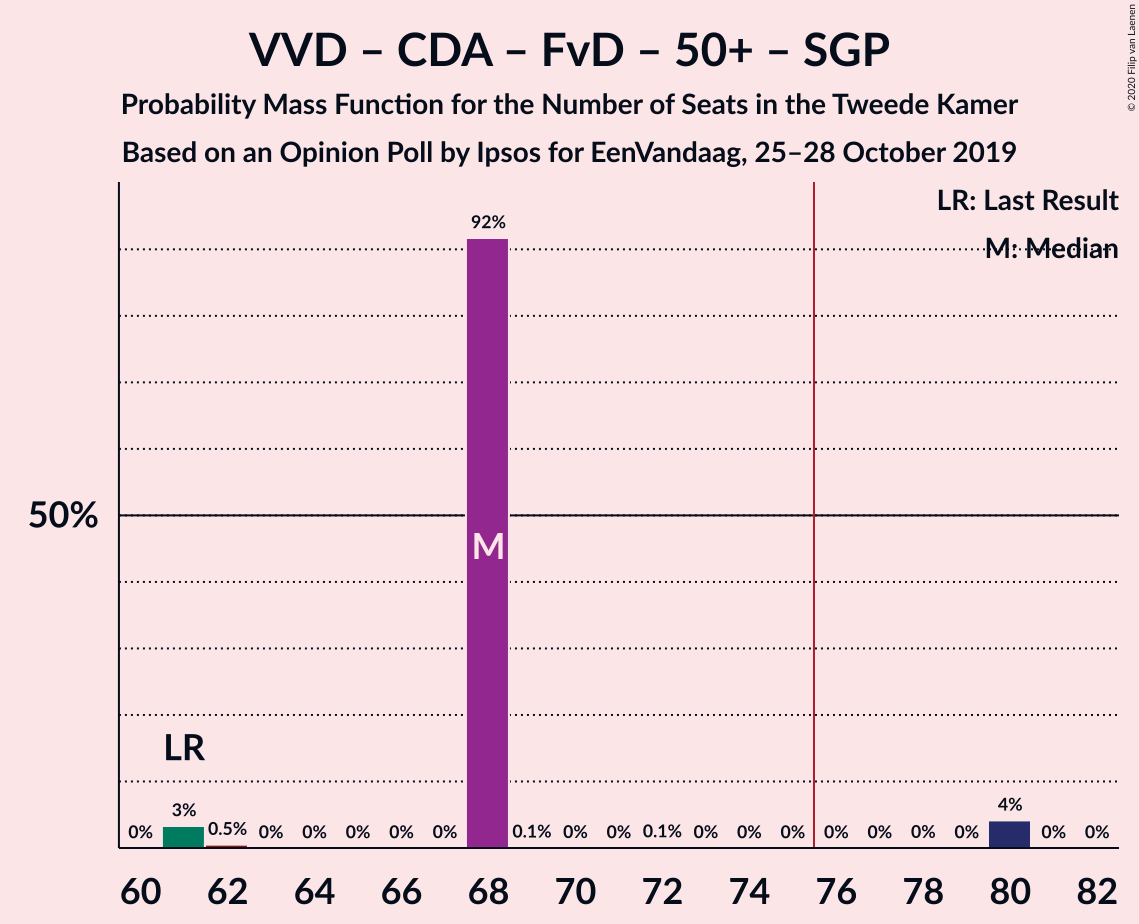 VVD – CDA – FvD – 50+ – SGP
Probability Mass Function for the Number of Seats in the Tweede Kamer
Based on an Opinion Poll by Ipsos for EenVandaag, 25–28 October 2019
© 2020 Filip van Laenen
LR: Last Result
M: Median
92%
50%
M
LR
0% 3% 0.5% 0% 0% 0% 0% 0% 0.1% 0% 0% 0.1% 0% 0% 0% 0% 0% 0% 0% 4% 0% 0%
60 62 64 66 68 70 72 74 76 78 80 82